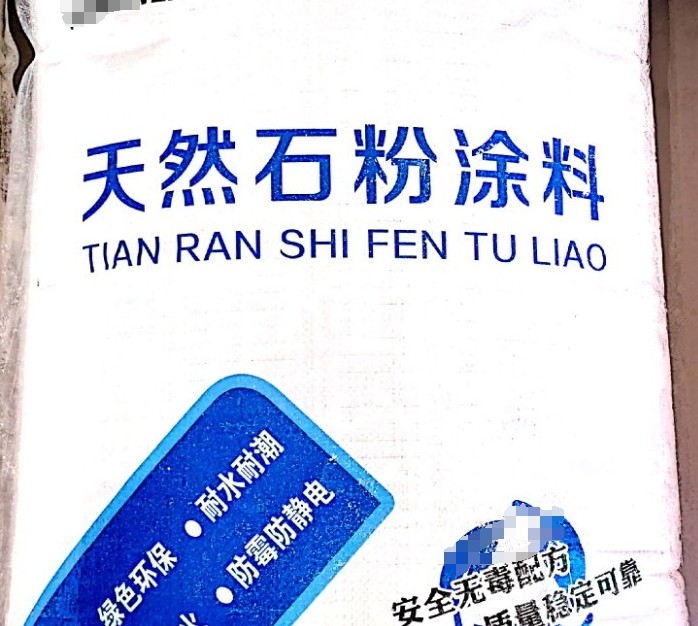 天然石粉涂料
TIAN RAN SHI FEN TU LIAO
绿色环保 ● 耐水耐潮
● 防霉防静电
安全无毒配方
质量稳定可靠